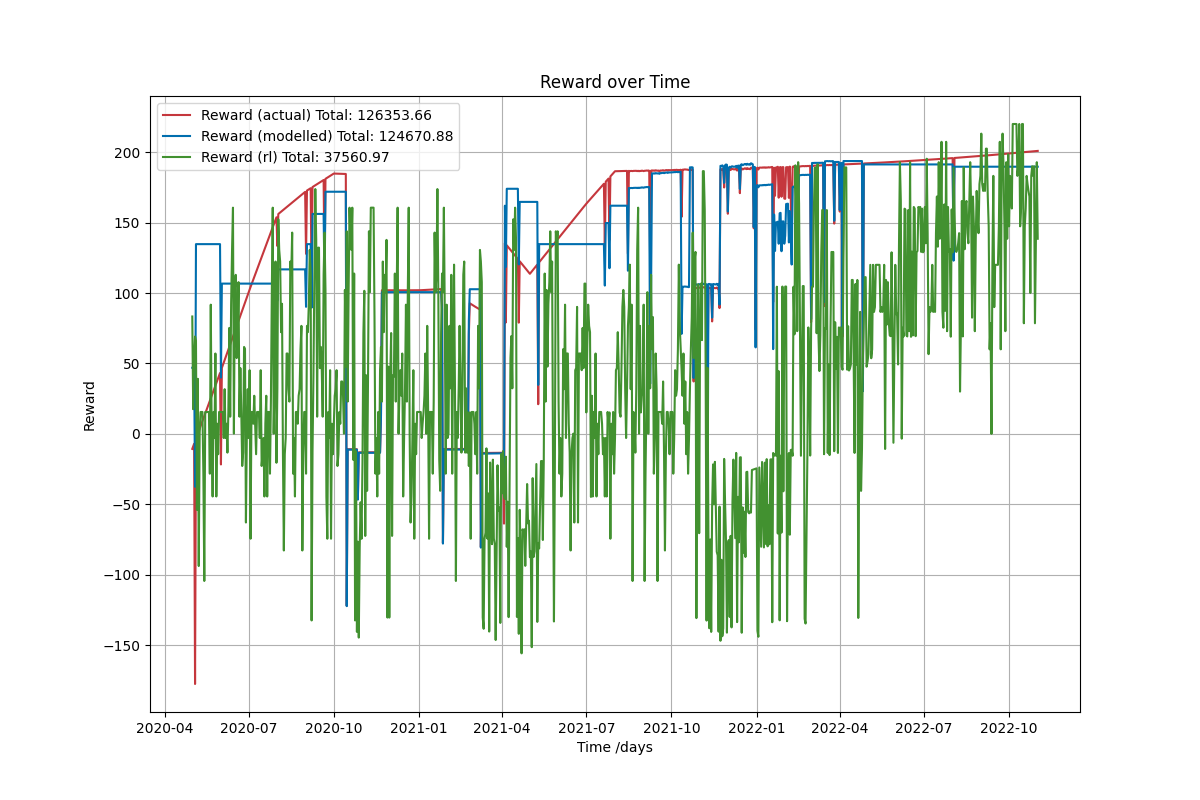 Reward over Time
Reward (actual) Total: 126353.66
Reward (modelled) Total: 124670.88
Reward (rl) Total: 37560.97
Reward
200
150
100
50
0
−50
−100
−150
2020-04 2020-07 2020-10 2021-01 2021-04 2021-07 2021-10 2022-01 2022-04 2022-07 2022-10
Time /days